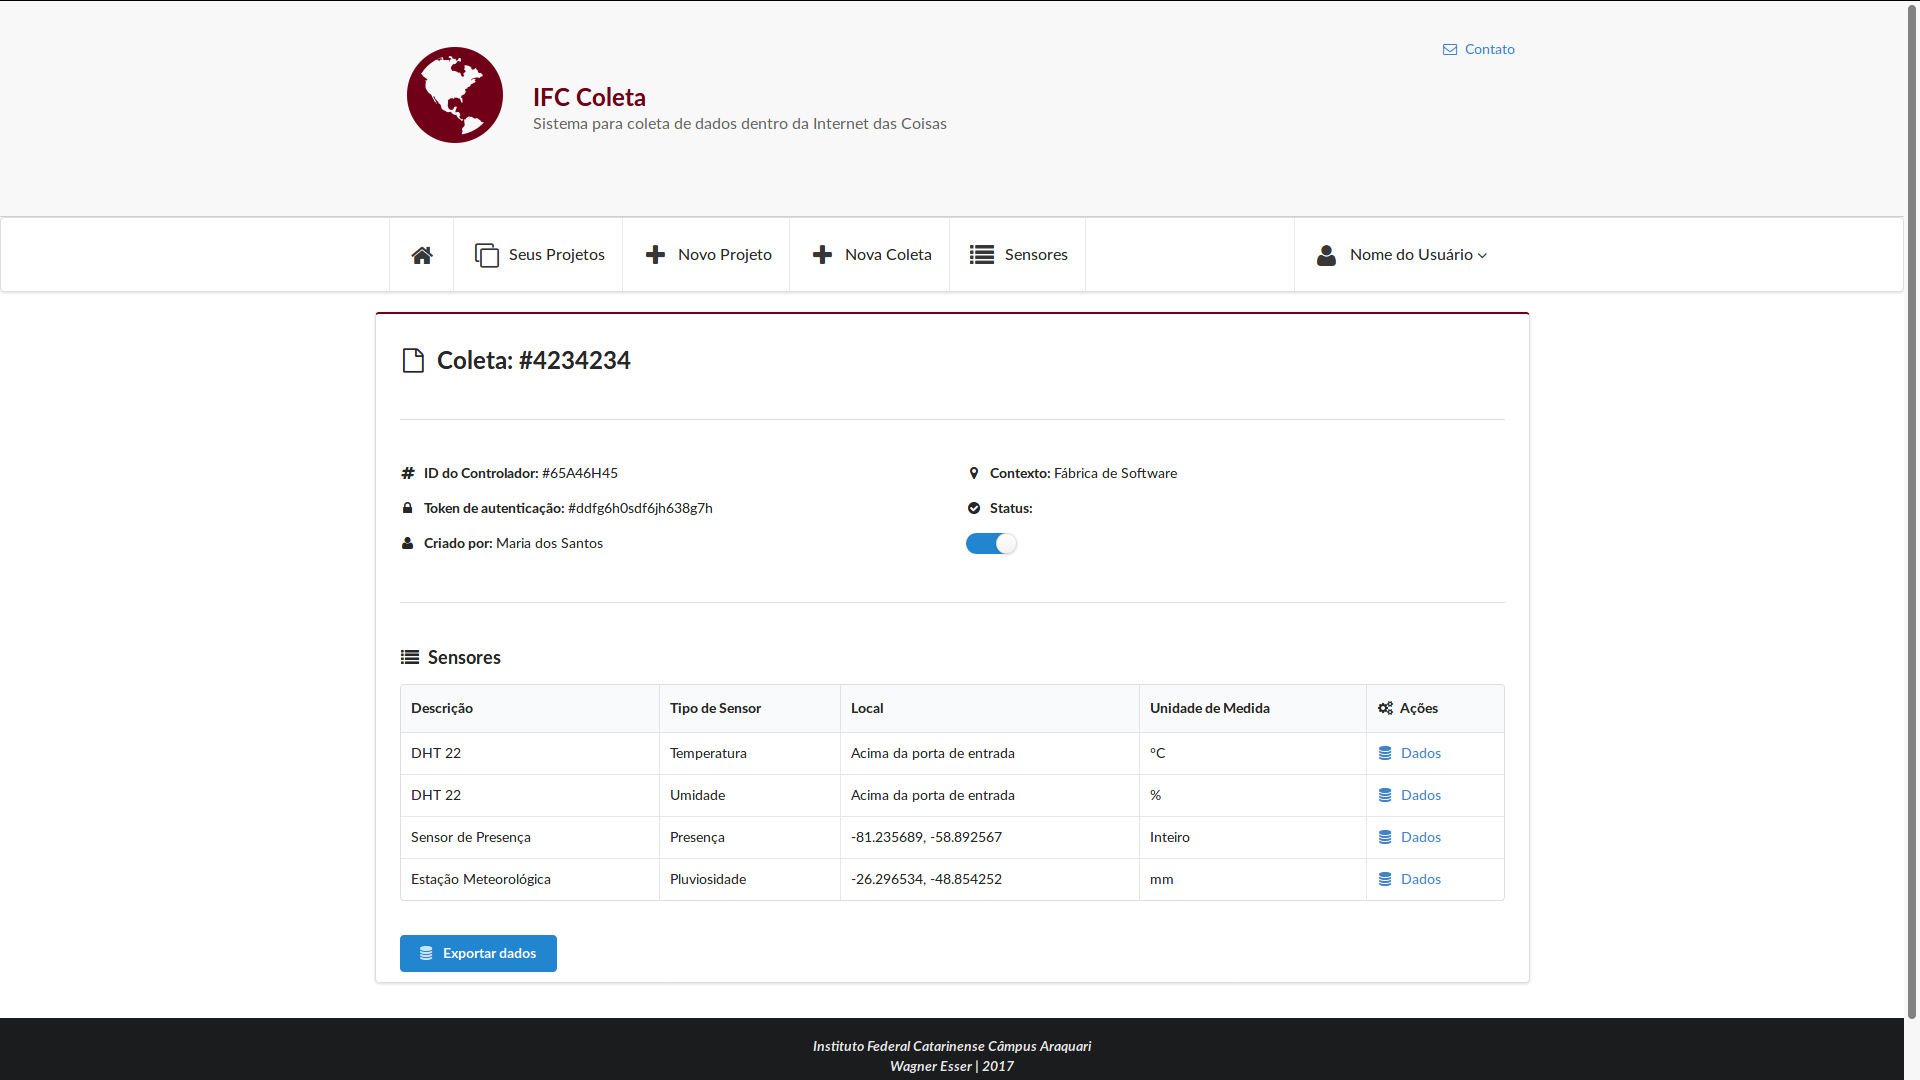 Contato
IFC Coleta
Sistema para coleta de dados dentro da Internet das Coisas
Seus Projetos Novo Projeto Nova Coleta Sensores Nome do Usuário
Coleta: #4234234
ID do Controlador: #65A46H45
Token de autenticação: #ddfg6h0sdf6jh638g7h
Criado por: Maria dos Santos
Contexto: Fábrica de Software
Status:
Sensores
Descrição Tipo de Sensor Local Unidade de Medida Ações
DHT 22 Temperatura Acima da porta de entrada ºC Dados
DHT 22 Umidade Acima da porta de entrada % Dados
Sensor de Presença Presença -81.235689, -58.892567 Inteiro Dados
Estação Meteorológica Pluviosidade -26.296534, -48.854252 mm Dados
Exportar dados
Instituto Federal Catarinense Câmpus Araquari
Wagner Esser | 2017